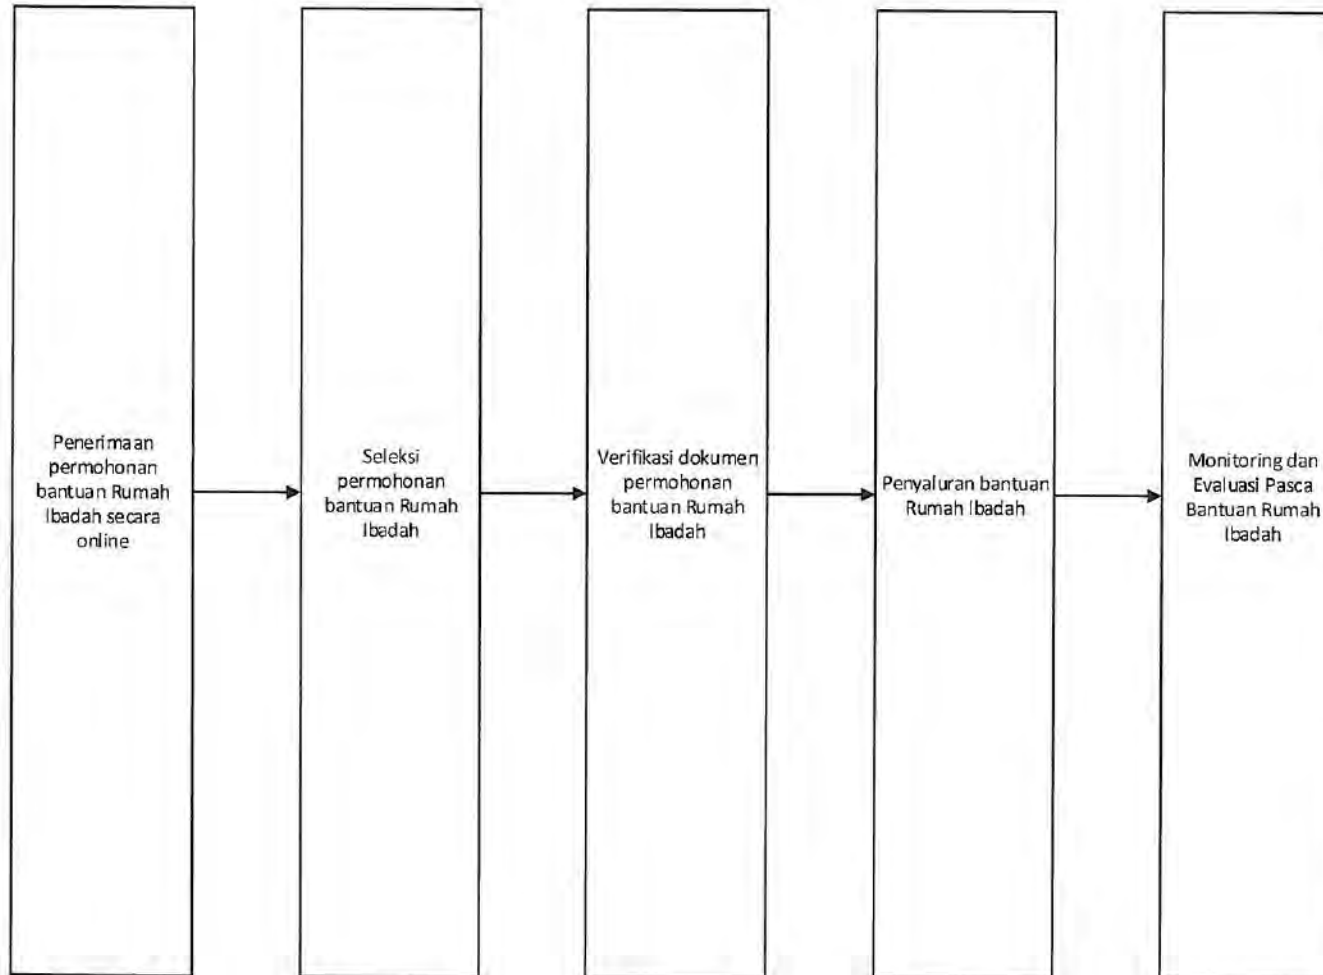 Penerimaan
permohonan
bantuan Rumah
Ibadah secara
online
Seleksi
permohonan
bantuan Rumah
Ibadah
Verifikasi dokumen
permohonan
bantuan Rumah
Ibadah
Penyaluran bantuan
Rumah Ibadah
Monitoring dan
Evaluasi Pasca
Bantuan Rumah
Ibadah